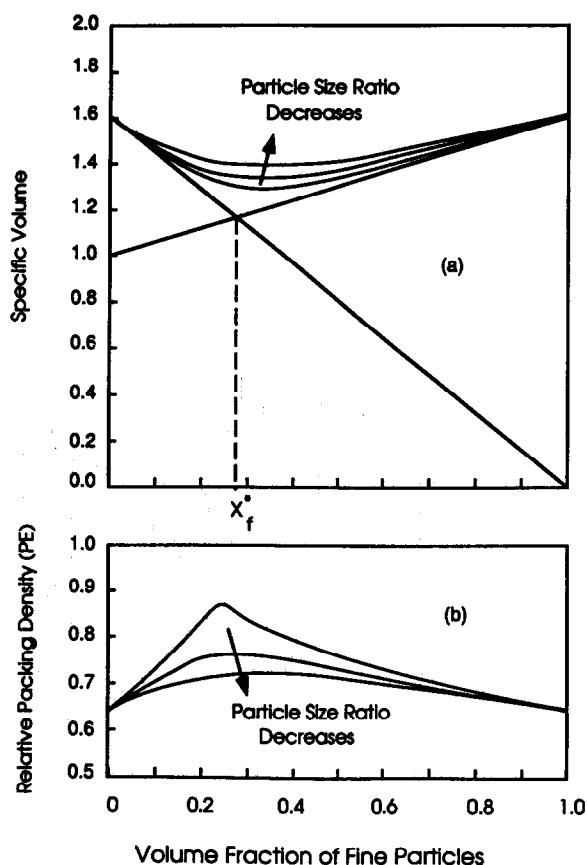 2.0
1.8
1.6
1.4
1.2
1.0
0.8
0.6
0.4
0.2
0.0
Specific Volume
Particle Size Ratio
Decreases
(a)
X*f
1.0
0.9
0.8
0.7
0.6
0.5
Relative Packing Density (PE)
(b)
Particle Size Ratio
Decreases
0
0.2
0.4
0.6
0.8
1.0
Volume Fraction of Fine Particles